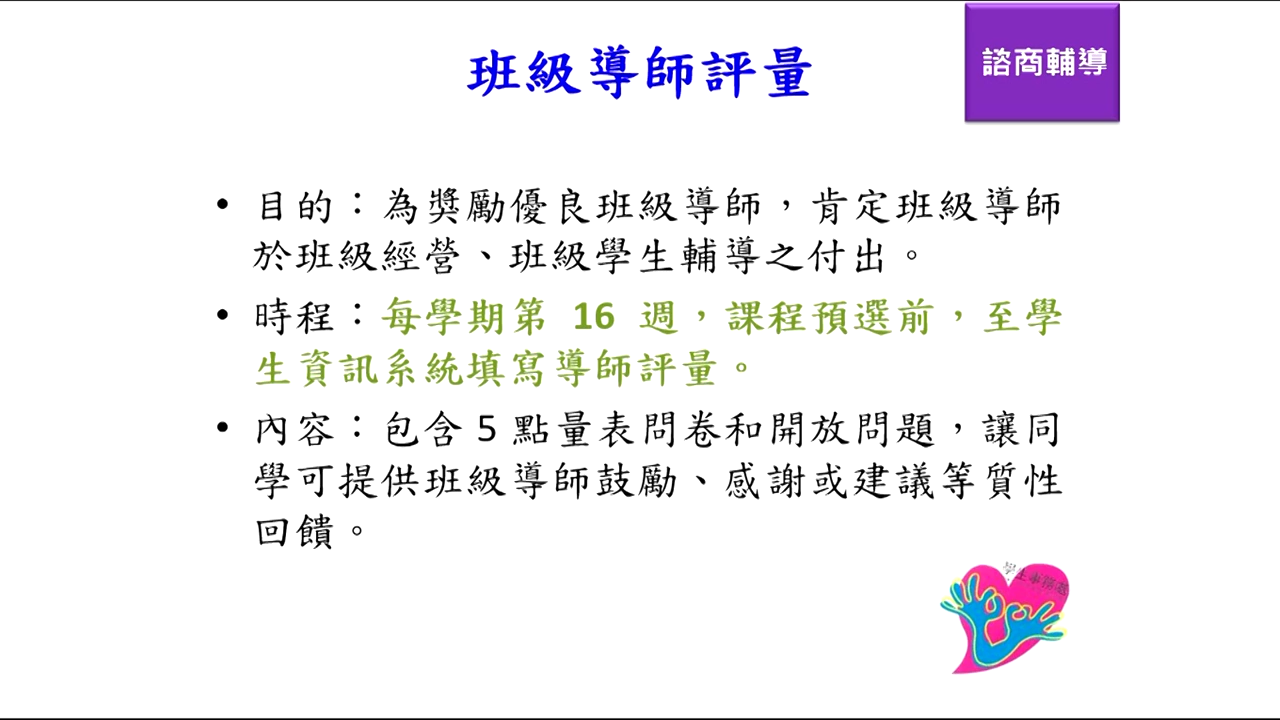 班級導師評量
諮商輔導
• 目的：為獎勵優良班級導師，肯定班級導師
於班級經營、班級學生輔導之付出。
• 時程：每學期第 16 週，課程預選前，至學
生資訊系統填寫導師評量。
• 內容：包含 5 點量表問卷和開放問題，讓同
學可提供班級導師鼓勵、感謝或建議等質性
回饋。
學生事務處